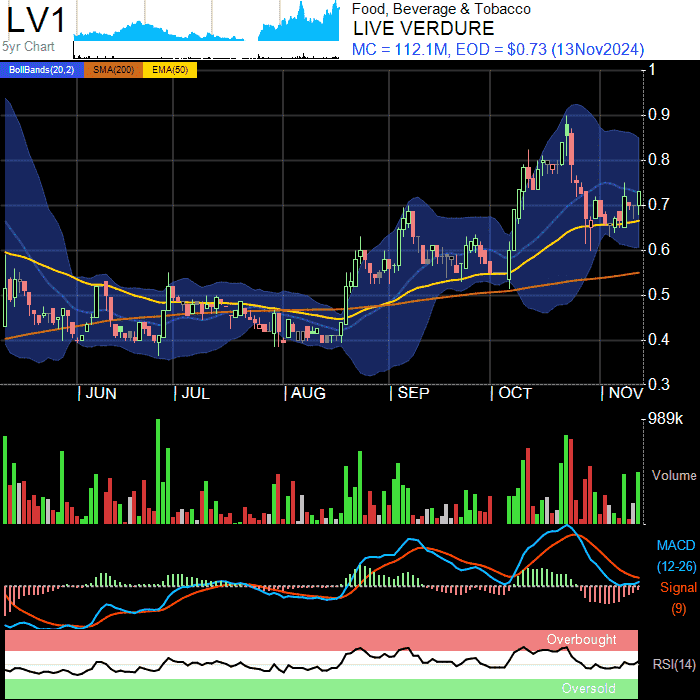 LV1
5yr Chart
Food, Beverage & Tobacco
LIVE VERDURE
MC = 112.1M, EOD = $0.73 (13Nov2024)
BollBands(20,2) SMA(200) EMA(50)
1
0.9
0.8
0.7
0.6
0.5
0.4
0.3
JUN JUL AUG SEP OCT NOV
989k
Volume
MACD
(12-26)
Signal
(9)
Overbought
RSI(14)
Oversold